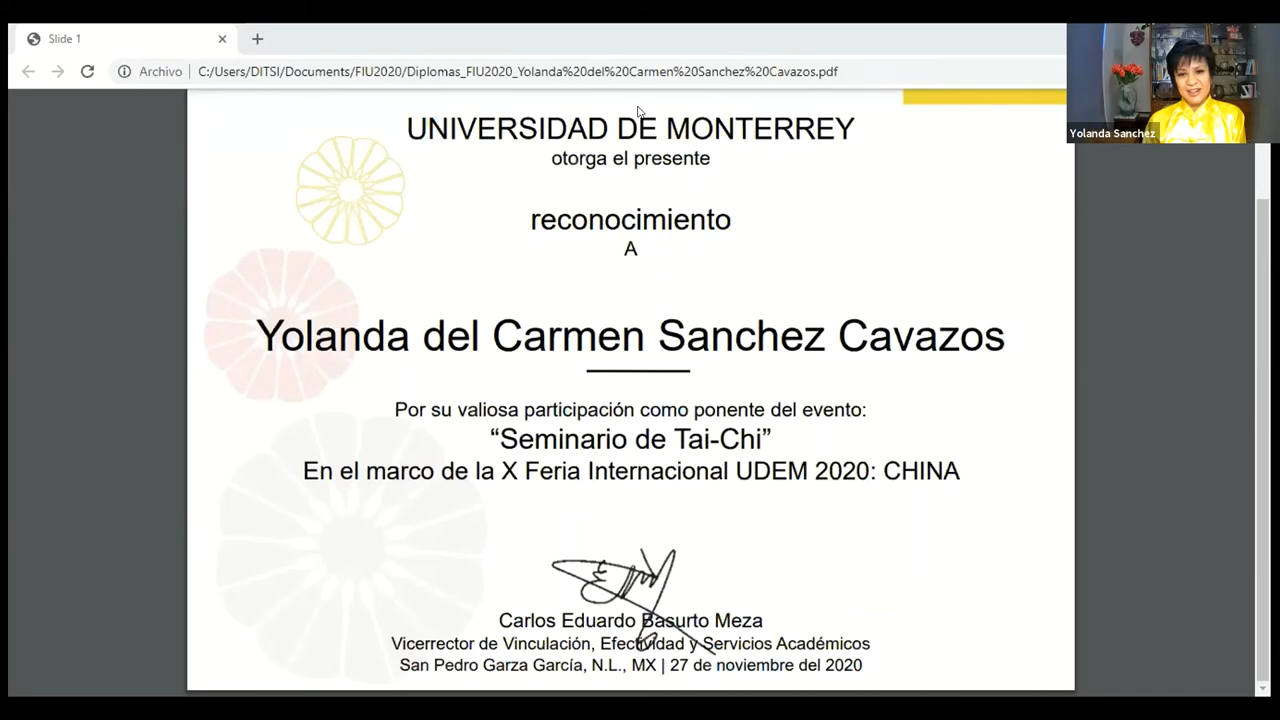 Slide 1
Archivo
C:/Users/DITSI/Documents/FIU2020/Diplomas_FIU2020_Yolanda%20del%20Carmen%20Sanchez%20Cavazos.pdf
Yolanda Sanchez
UNIVERSIDAD DE MONTERREY
otorga el presente
reconocimiento
A
Yolanda del Carmen Sanchez Cavazos
Por su valiosa participación como ponente del evento:
“Seminario de Tai-Chi”
En el marco de la X Feria Internacional UDEM 2020: CHINA
Carlos Eduardo Basurto Meza
Vicerrector de Vinculación, Efectividad y Servicios Académicos
San Pedro Garza García, N.L., MX | 27 de noviembre del 2020